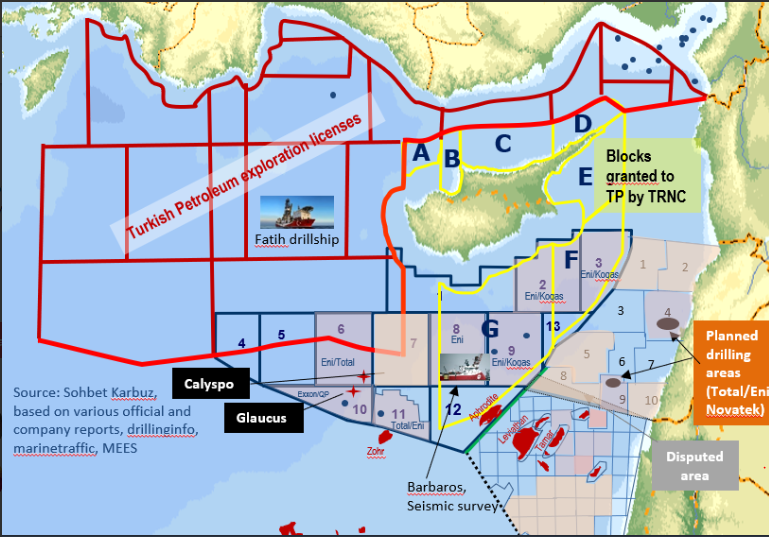 Turkish Petroleum exploration licenses
A
B
C
D
E
Blocks
granted to
TP by TRNC
Fatih drillship
F
3
Eni/Kogas
1
2
2
Eni/Kogas
3
4
4
5
6
Eni/Total
7
8
Eni
G
9
Eni/Kogas
13
5
6
7
8
9
10
Planned
drilling
areas
(Total/Eni
Novatek)
Calyspo
Glaucus
Exxon/QP
10
11
Total/Eni
12
Aphrodite
Leviathan
Tamar
Zohr
Source: Sohbet Karbuz,
based on various official and
company reports, drillinginfo,
marinetraffic, MEES
Disputed
area
Barbaros,
Seismic survey